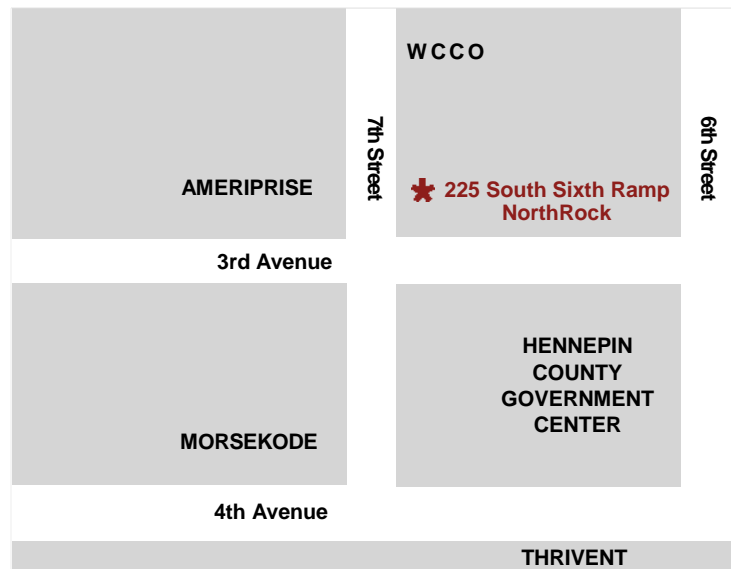 WCCO
7th Street
6th Street
AMERIPRISE
225 South Sixth Ramp
NorthRock
3rd Avenue
HENNEPIN
COUNTY
GOVERNMENT
CENTER
MORSEKODE
4th Avenue
THRIVENT